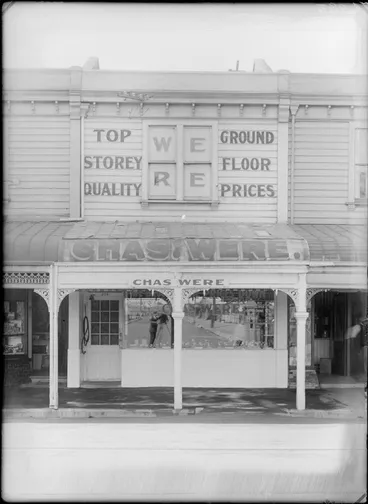 TOP
STOREY
QUALITY
WE
RE
GROUND
FLOOR
PRICES
CHAS. WERE.
CHAS WERE